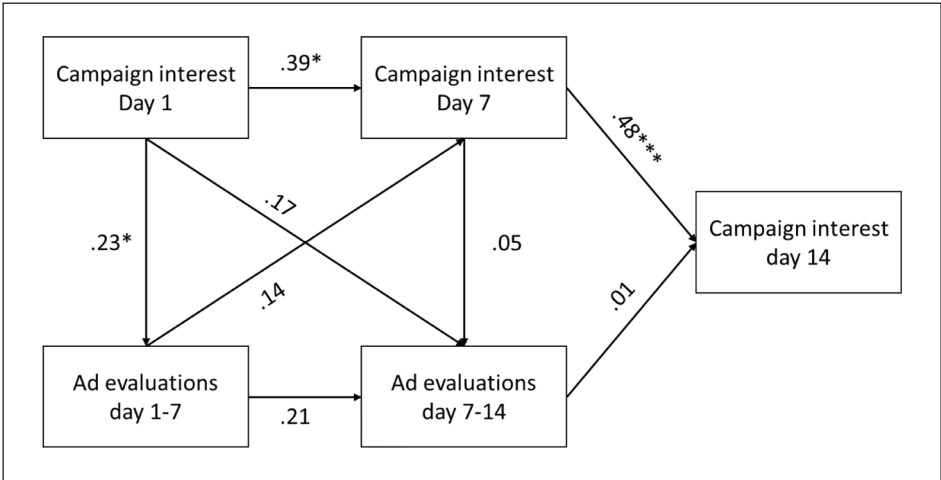 Campaign interest
Day 1
.39*
Campaign interest
Day 7
.48***
.23*
.17
.14
.05
Campaign interest
day 14
.01
Ad evaluations
day 1-7
.21
Ad evaluations
day 7-14